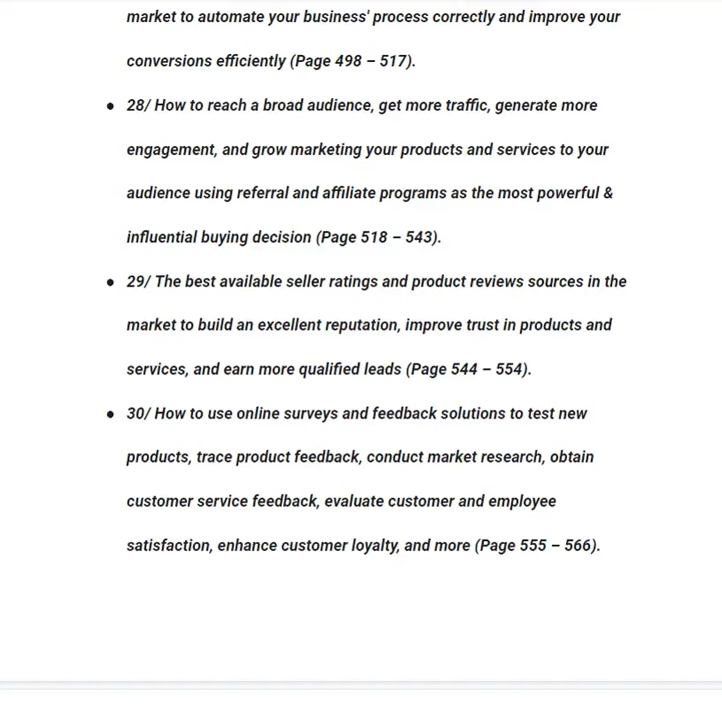 market to automate your business' process correctly and improve your
conversions efficiently (Page 498 – 517).
● 28/ How to reach a broad audience, get more traffic, generate more
engagement, and grow marketing your products and services to your
audience using referral and affiliate programs as the most powerful &
influential buying decision (Page 518 – 543).
● 29/ The best available seller ratings and product reviews sources in the
market to build an excellent reputation, improve trust in products and
services, and earn more qualified leads (Page 544 – 554).
● 30/ How to use online surveys and feedback solutions to test new
products, trace product feedback, conduct market research, obtain
customer service feedback, evaluate customer and employee
satisfaction, enhance customer loyalty, and more (Page 555 – 566).